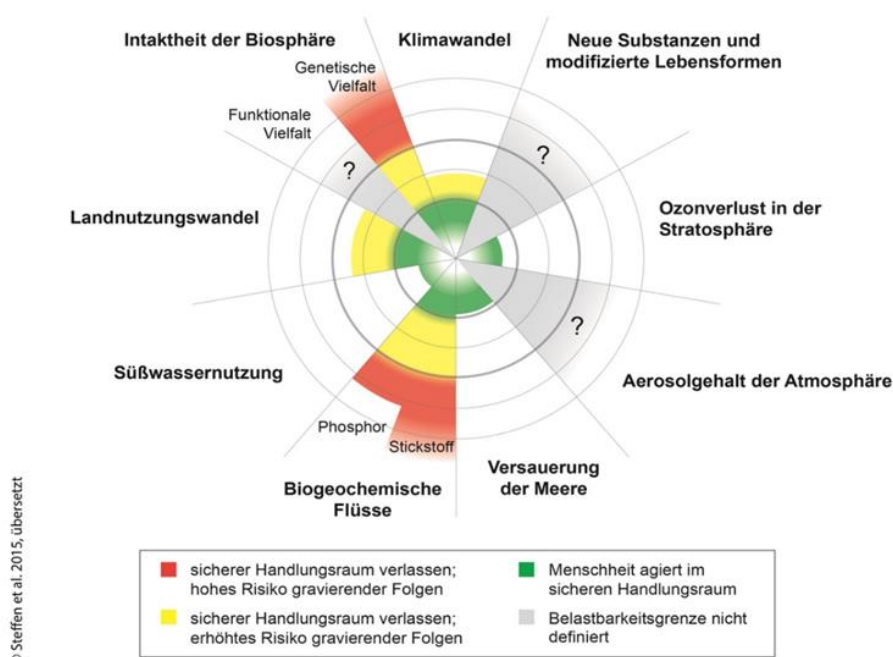 Intaktheit der Biosphäre
Klimawandel
Neue Substanzen und
modifizierte Lebensformen
Genetische
Vielfalt
Funktionale
Vielfalt
?
?
Landnutzungswandel
Ozonverlust in der
Stratosphäre
?
Süßwassernutzung
Aerosolgehalt der Atmosphäre
Phosphor
Stickstoff
Biogeochemische
Flüsse
Versauerung
der Meere
sicherer Handlungsraum verlassen;
hohes Risiko gravierender Folgen
sicherer Handlungsraum verlassen;
erhöhtes Risiko gravierender Folgen
Menschheit agiert im
sicheren Handlungsraum
Belastbarkeitsgrenze nicht
definiert
© Steffen et al. 2015, übersetzt